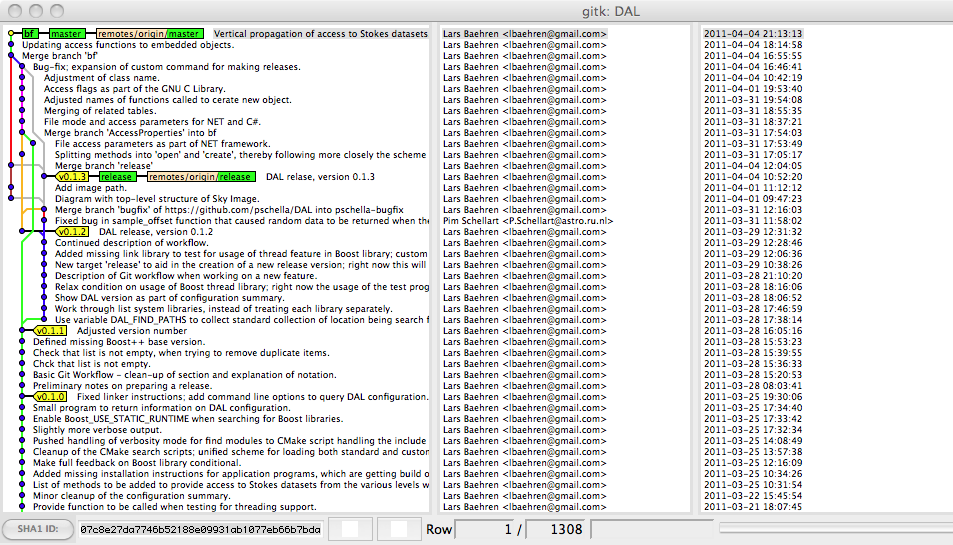 gitk: DAL
bf master remotes/origin/master Vertical propagation of access to Stokes datasets Lars Baehren <lbaehren@gmail.com> 2011-04-04 21:13:13
Updating access functions to embedded objects. Lars Baehren <lbaehren@gmail.com> 2011-04-04 18:14:58
Merge branch 'bf' Lars Baehren <lbaehren@gmail.com> 2011-04-04 16:55:55
Bug-fix; expansion of custom command for making releases. Lars Baehren <lbaehren@gmail.com> 2011-04-04 16:46:41
Adjustment of class name. Lars Baehren <lbaehren@gmail.com> 2011-04-04 10:42:19
Access flags as part of the GNU C Library. Lars Baehren <lbaehren@gmail.com> 2011-04-01 19:53:40
Adjusted names of functions called to cerate new object. Lars Baehren <lbaehren@gmail.com> 2011-03-31 19:54:08
Merging of related tables. Lars Baehren <lbaehren@gmail.com> 2011-03-31 18:55:35
File mode and access parameters for NET and C#. Lars Baehren <lbaehren@gmail.com> 2011-03-31 18:37:21
Merge branch 'AccessProperties' into bf Lars Baehren <lbaehren@gmail.com> 2011-03-31 17:54:03
File access parameters as part of NET framework. Lars Baehren <lbaehren@gmail.com> 2011-03-31 17:53:49
Splitting methods into 'open' and 'create', thereby following more closely the scheme Lars Baehren <lbaehren@gmail.com> 2011-03-31 17:05:17
Merge branch 'release' Lars Baehren <lbaehren@gmail.com> 2011-04-04 12:04:05
v0.1.3 release remotes/origin/release DAL relase, version 0.1.3 Lars Baehren <lbaehren@gmail.com> 2011-04-04 10:52:20
Add image path. Lars Baehren <lbaehren@gmail.com> 2011-04-01 11:12:12
Diagram with top-level structure of Sky Image. Lars Baehren <lbaehren@gmail.com> 2011-04-01 09:47:23
Merge branch 'bugfix' of https://github.com/pschella/DAL into pschella-bugfix Lars Baehren <lbaehren@gmail.com> 2011-03-31 12:16:03
Fixed bug in sample_offset function that caused random data to be returned when the Pim Schellart <P.Schellart@astro.ru.nl> 2011-03-31 11:58:02
v0.1.2 DAL release, version 0.1.2 Lars Baehren <lbaehren@gmail.com> 2011-03-29 12:31:32
Continued description of workflow. Lars Baehren <lbaehren@gmail.com> 2011-03-29 12:28:46
Added missing link library to test for usage of thread feature in Boost library; custom Lars Baehren <lbaehren@gmail.com> 2011-03-29 12:06:36
New target 'release' to aid in the creation of a new release version; right now this will Lars Baehren <lbaehren@gmail.com> 2011-03-29 10:38:26
Description of Git workflow when working on a new feature. Lars Baehren <lbaehren@gmail.com> 2011-03-28 21:10:20
Relax condition on usage of Boost thread library; right now the usage of the test prog Lars Baehren <lbaehren@gmail.com> 2011-03-28 18:16:06
Show DAL version as part of configuration summary. Lars Baehren <lbaehren@gmail.com> 2011-03-28 18:06:52
Work through list system libraries, instead of treating each library separately. Lars Baehren <lbaehren@gmail.com> 2011-03-28 17:46:59
Use variable DAL_FIND_PATHS to collect standard collection of location being search f Lars Baehren <lbaehren@gmail.com> 2011-03-28 17:38:14
v0.1.1 Adjusted version number Lars Baehren <lbaehren@gmail.com> 2011-03-28 16:05:16
Defined missing Boost++ base version. Lars Baehren <lbaehren@gmail.com> 2011-03-28 15:53:23
Check that list is not empty, when trying to remove duplicate items. Lars Baehren <lbaehren@gmail.com> 2011-03-28 15:39:55
Chck that list is not empty. Lars Baehren <lbaehren@gmail.com> 2011-03-28 15:36:33
Basic Git Workflow - clean-up of section and explanation of notation. Lars Baehren <lbaehren@gmail.com> 2011-03-28 15:20:53
Preliminary notes on preparing a release. Lars Baehren <lbaehren@gmail.com> 2011-03-28 08:03:41
v0.1.0 Fixed linker instructions; add command line options to query DAL configuration. Lars Baehren <lbaehren@gmail.com> 2011-03-25 19:30:06
Small program to return information on DAL configuration. Lars Baehren <lbaehren@gmail.com> 2011-03-25 17:34:40
Enable Boost_USE_STATIC_RUNTIME when searching for Boost libraries. Lars Baehren <lbaehren@gmail.com> 2011-03-25 17:33:42
Slightly more verbose output. Lars Baehren <lbaehren@gmail.com> 2011-03-25 17:32:34
Pushed handling of verbosity mode for find modules to CMake script handling the include Lars Baehren <lbaehren@gmail.com> 2011-03-25 14:08:49
Cleanup of the CMake search scripts; unified scheme for loading both standard and custon Lars Baehren <lbaehren@gmail.com> 2011-03-25 13:57:38
Make full feedback on Boost library conditional. Lars Baehren <lbaehren@gmail.com> 2011-03-25 12:16:09
Added missing installation instructions for application programs, which are getting build o Lars Baehren <lbaehren@gmail.com> 2011-03-25 10:34:26
List of methods to be added to provide access to Stokes datasets from the various levels w Lars Baehren <lbaehren@gmail.com> 2011-03-25 10:31:54
Minor cleanup of the configuration summary. Lars Baehren <lbaehren@gmail.com> 2011-03-22 15:45:54
Provide function to be called when testing for threading support. Lars Baehren <lbaehren@gmail.com> 2011-03-21 18:07:45
SHA1 ID: 07c8e27da7746b52188e09931ab1077eb66b7bda Row 1 / 1308